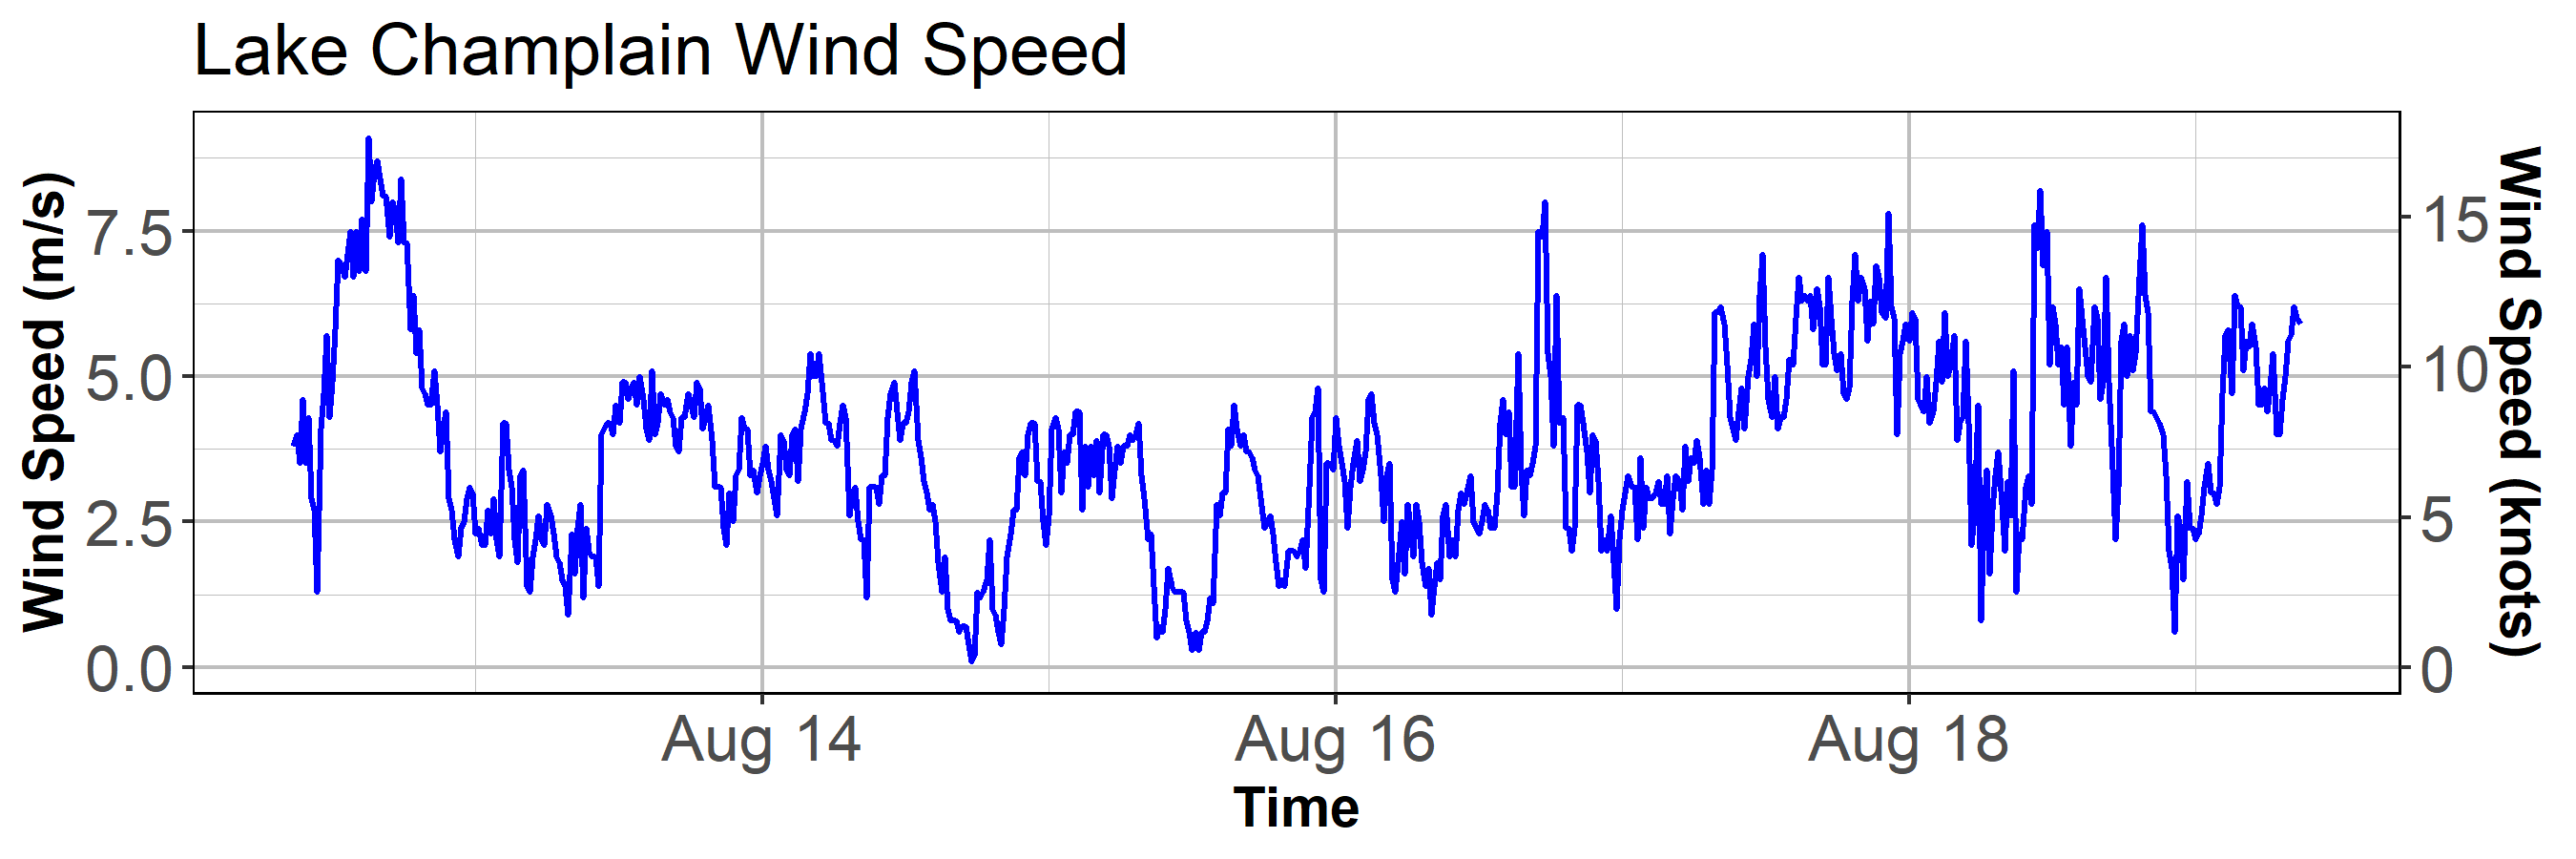 Lake Champlain Wind Speed
Wind Speed (m/s)
7.5
5.0
2.5
0.0
15
10
5
0
Wind Speed (knots)
Aug 14
Aug 16
Aug 18
Time